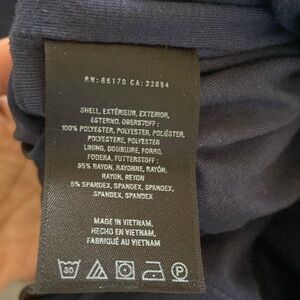 RN: 66170 CA: 32854
SHELL, EXTÉRIEUR, EXTERIOR,
ESTERNO, OBERSTOFF:
100% POLYESTER, POLYESTER, POLIÉSTER,
POLYESTERE, POLYESTER
LINING, DOUBLURE, FORRO,
FODERA, FUTTERSTOFF:
95% RAYON, RAYONNE, RAYÓN,
RAYON, REYON
5% SPANDEX, SPANDEX, SPANDEX,
SPANDEX, SPANDEX
MADE IN VIETNAM,
HECHO EN VIETNAM,
FABRIQUÉ AU VIETNAM
30
P